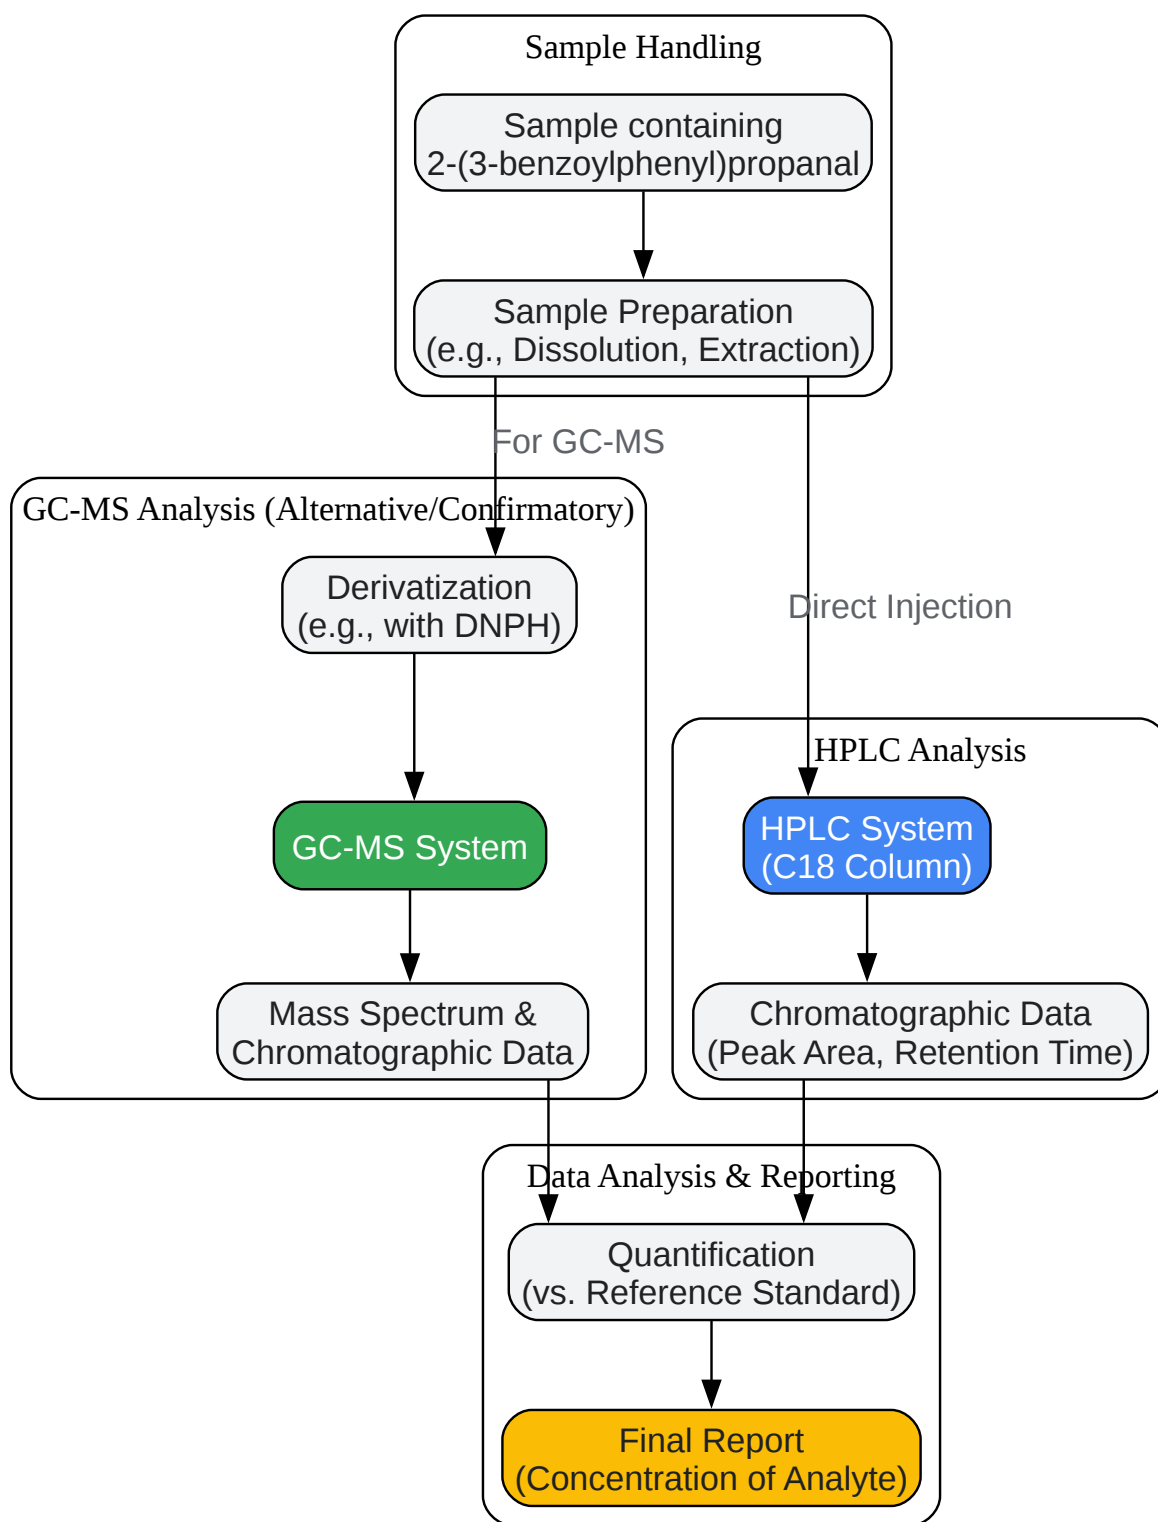 Sample Handling
Sample containing
2-(3-benzoylphenyl)propanal
Sample Preparation
(e.g., Dissolution, Extraction)
For GC-MS
GC-MS Analysis (Alternative/Confirmatory)
Derivatization
(e.g., with DNPH)
Direct Injection
HPLC Analysis
GC-MS System
HPLC System
(C18 Column)
Mass Spectrum &
Chromatographic Data
Chromatographic Data
(Peak Area, Retention Time)
Data Analysis & Reporting
Quantification
(vs. Reference Standard)
Final Report
(Concentration of Analyte)